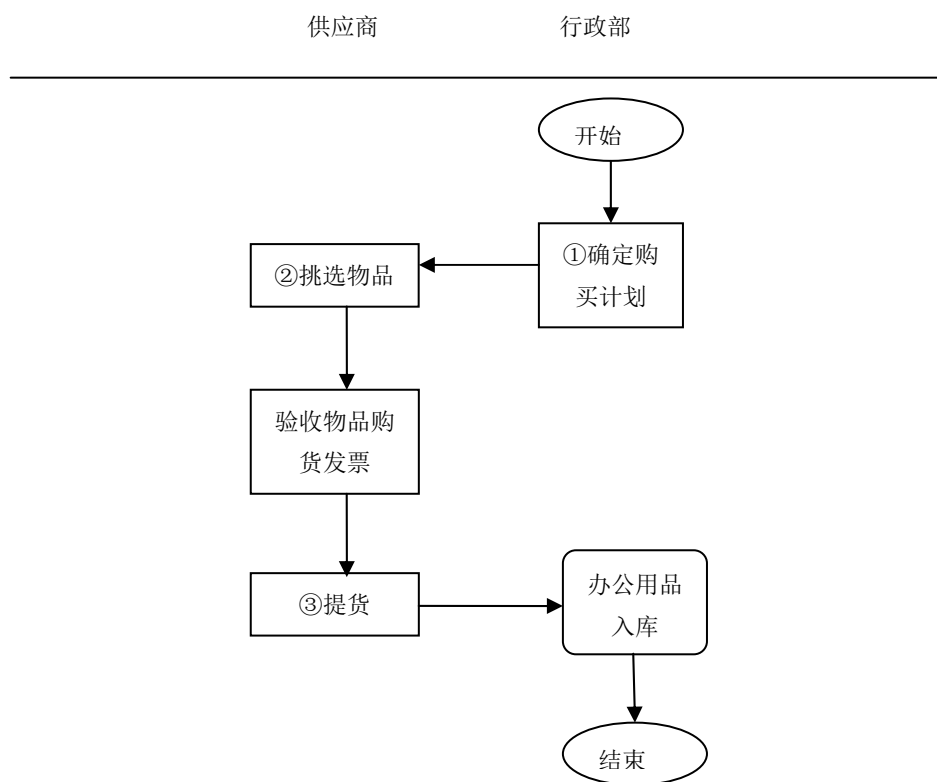 供应商 行政部
开始
①确定购
买计划
②挑选物品
验收物品购
货发票
③提货
办公用品
入库
结束